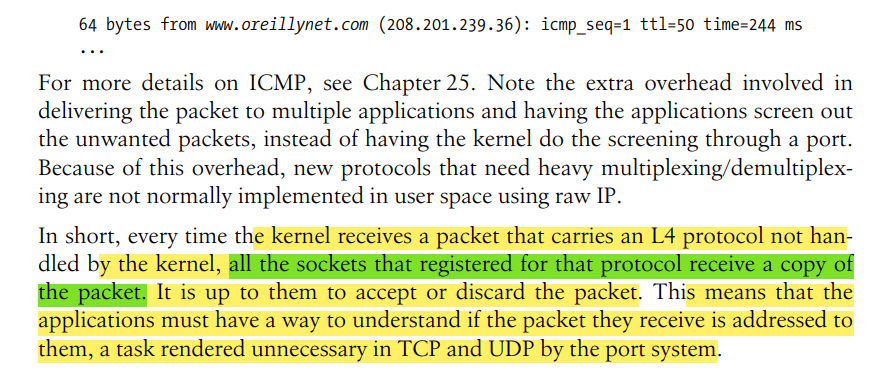 64 bytes from www.oreillynet.com (208.201.239.36): icmp_seq=1 ttl=50 time=244 ms
...
For more details on ICMP, see Chapter 25. Note the extra overhead involved in
delivering the packet to multiple applications and having the applications screen out
the unwanted packets, instead of having the kernel do the screening through a port.
Because of this overhead, new protocols that need heavy multiplexing/demultiplex-
ing are not normally implemented in user space using raw IP.
In short, every time the kernel receives a packet that carries an L4 protocol not han-
dled by the kernel, all the sockets that registered for that protocol receive a copy of
the packet. It is up to them to accept or discard the packet. This means that the
applications must have a way to understand if the packet they receive is addressed to
them, a task rendered unnecessary in TCP and UDP by the port system.